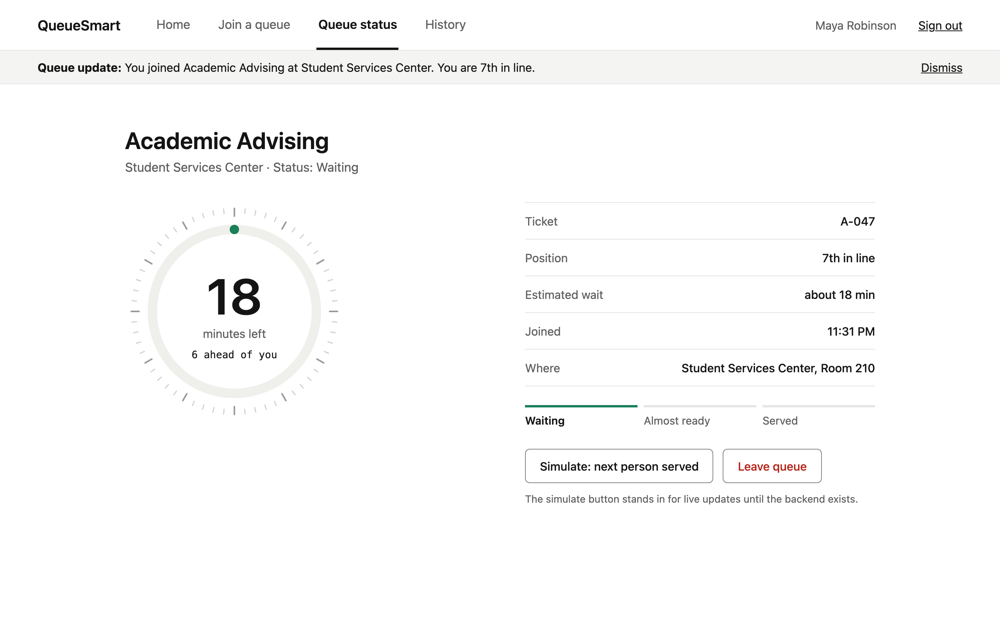 QueueSmart Home Join a queue Queue status History Maya Robinson Sign out
Queue update: You joined Academic Advising at Student Services Center. You are 7th in line. Dismiss
Academic Advising
Student Services Center · Status: Waiting
18
minutes left
6 ahead of you
Ticket A-047
Position 7th in line
Estimated wait about 18 min
Joined 11:31 PM
Where Student Services Center, Room 210
Waiting Almost ready Served
Simulate: next person served Leave queue
The simulate button stands in for live updates until the backend exists.